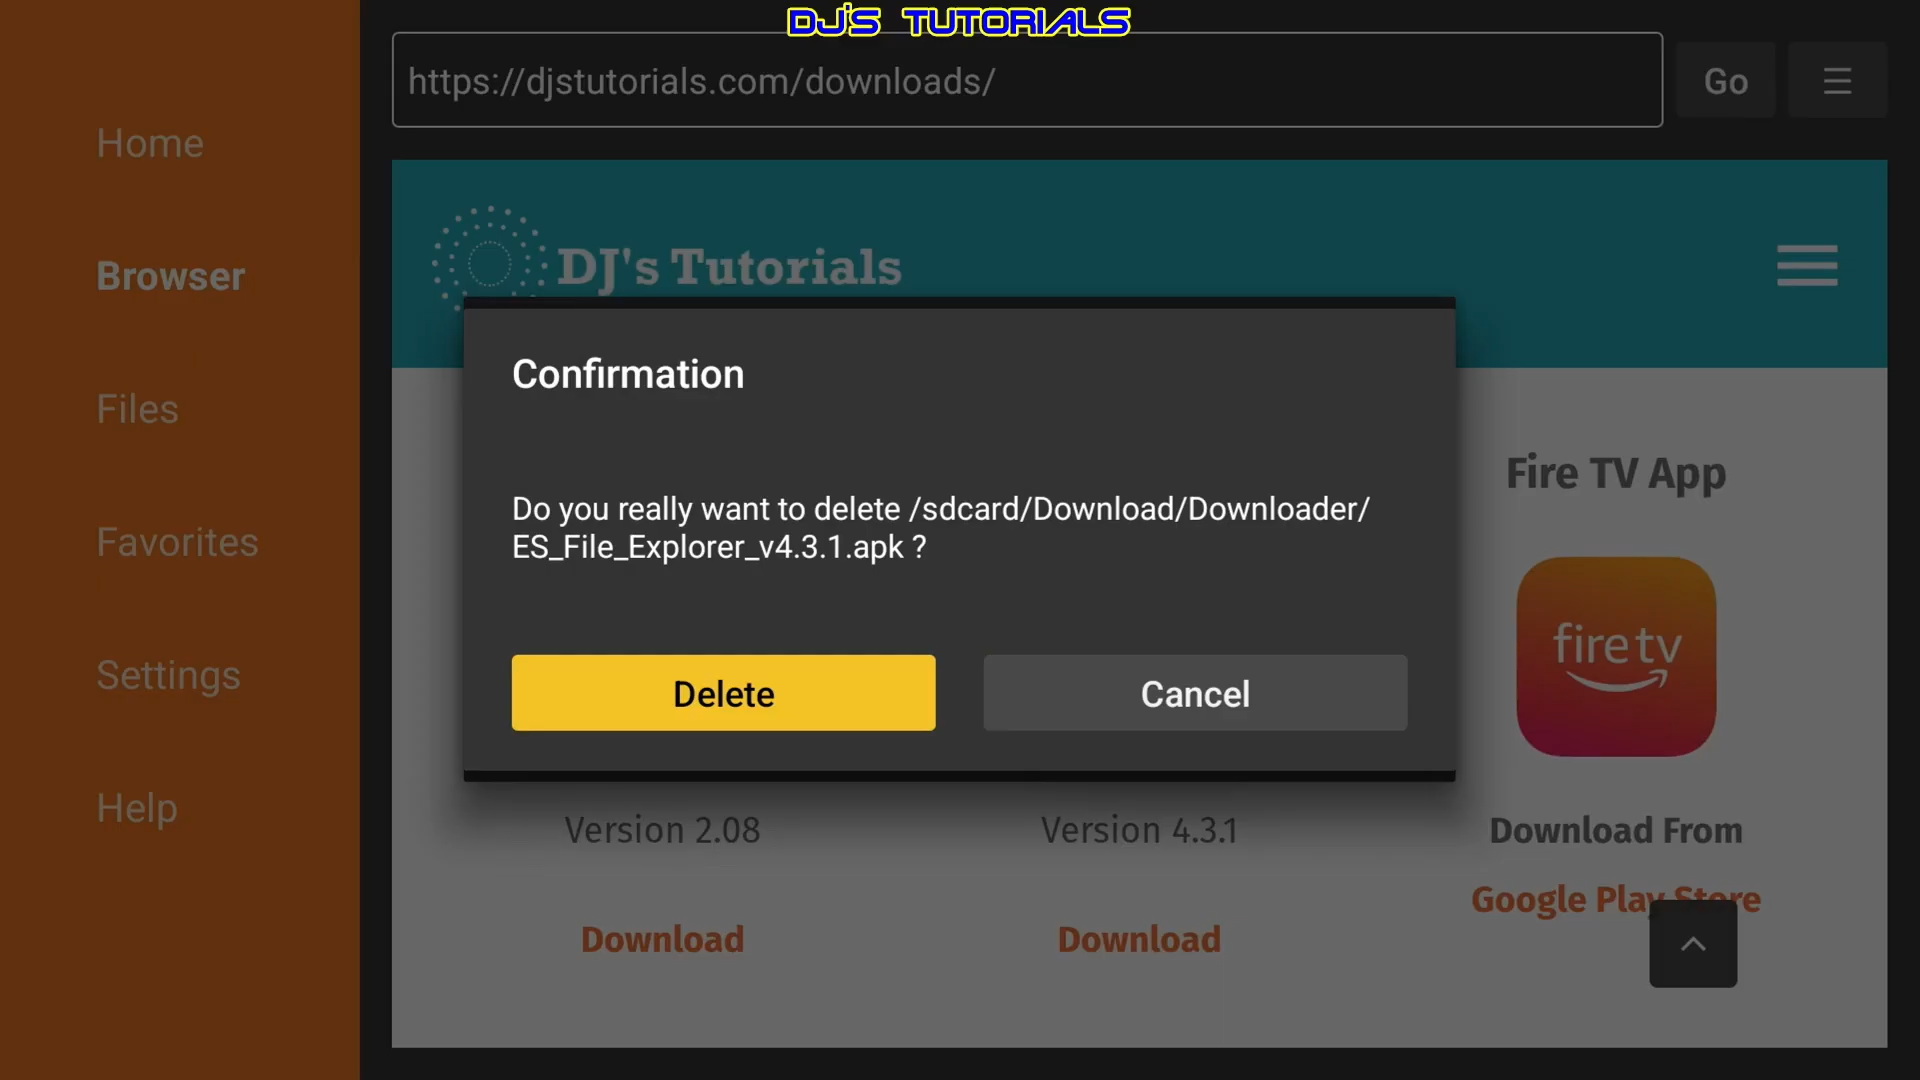 DJ'S TUTORIALS
https://djstutorials.com/downloads/
Go
Home
Browser
Files
Favorites
Settings
Help
DJ's Tutorials
Confirmation
Do you really want to delete /sdcard/Download/Downloader/
ES_File_Explorer_v4.3.1.apk ?
Delete
Cancel
Fire TV App
fire tv
Version 2.08
Version 4.3.1
Download From
Google Play Store
Download
Download